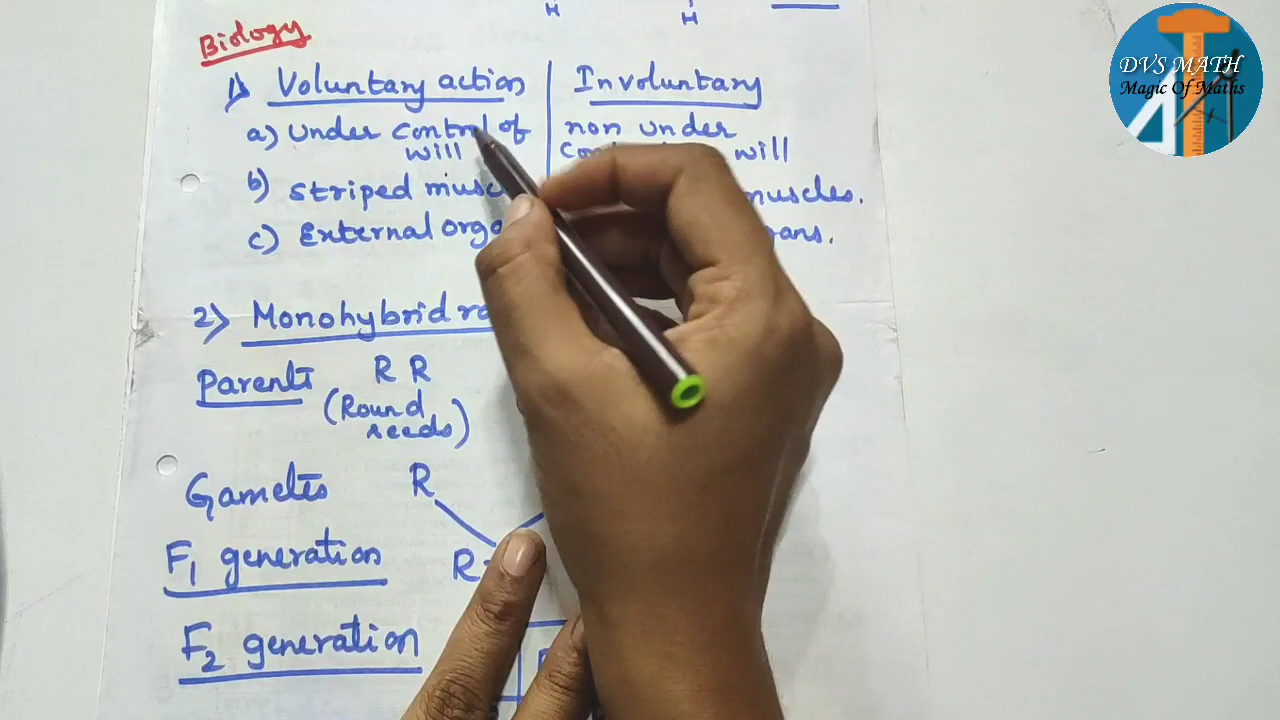 H H
Biology
1) Voluntary action Involuntary
a) Under control of non under
will will
b) striped muscles.
c) External ans.
2) Monohybrid
Parents R R
(Round
seeds)
Gametes R
F1 generation R
F2 generation
DVS MATH
Magic Of Maths